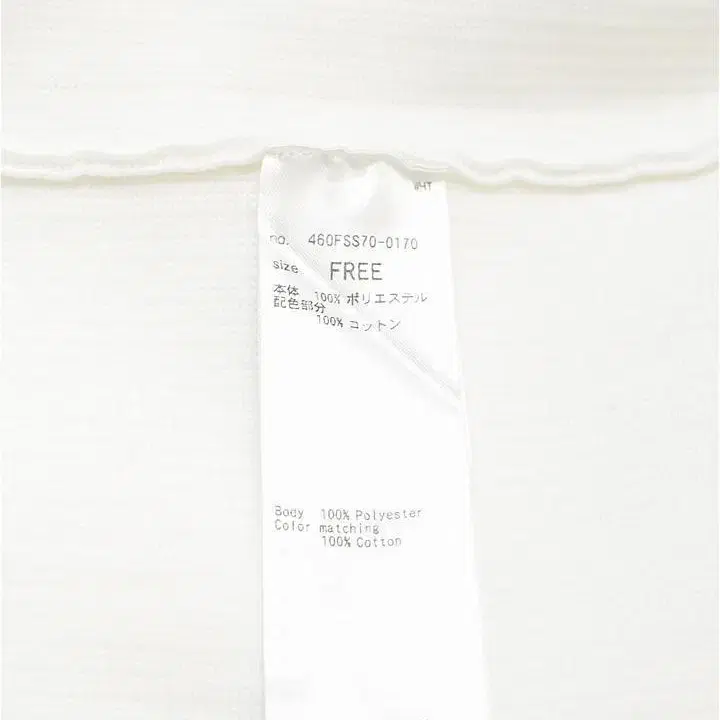 WHT
no. 460FSS70-0170
size FREE
本体 100% ポリエステル
配色部分
100% コットン
Body 100% Polyester
Color matching
100% Cotton